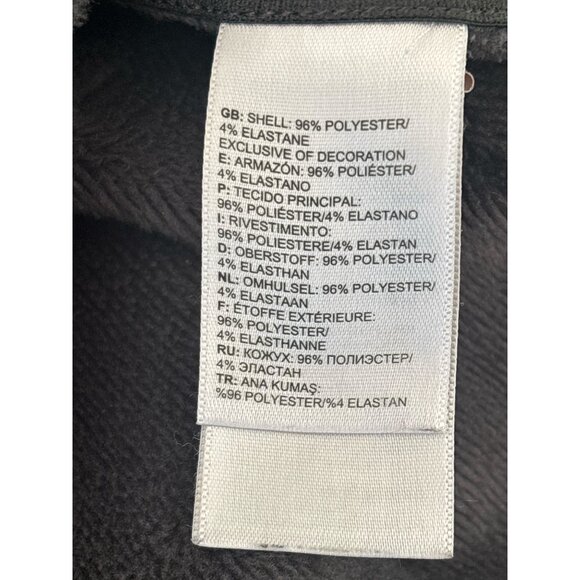 GB: SHELL: 96% POLYESTER/
4% ELASTANE
EXCLUSIVE OF DECORATION
E: ARMAZÓN: 96% POLIÉSTER/
4% ELASTANO
P: TECIDO PRINCIPAL:
96% POLIÉSTER/4% ELASTANO
I: RIVESTIMENTO:
96% POLIESTERE/4% ELASTAN
D: OBERSTOFF: 96% POLYESTER/
4% ELASTHAN
NL: OMHULSEL: 96% POLYESTER/
4% ELASTAAN
F: ÉTOFFE EXTÉRIEURE:
96% POLYESTER/
4% ELASTHANNE
RU: КОЖУХ: 96% ПОЛИЭСТЕР/
4% ЭЛАСТАН
TR: ANA KUMAŞ:
%96 POLYESTER/%4 ELASTAN